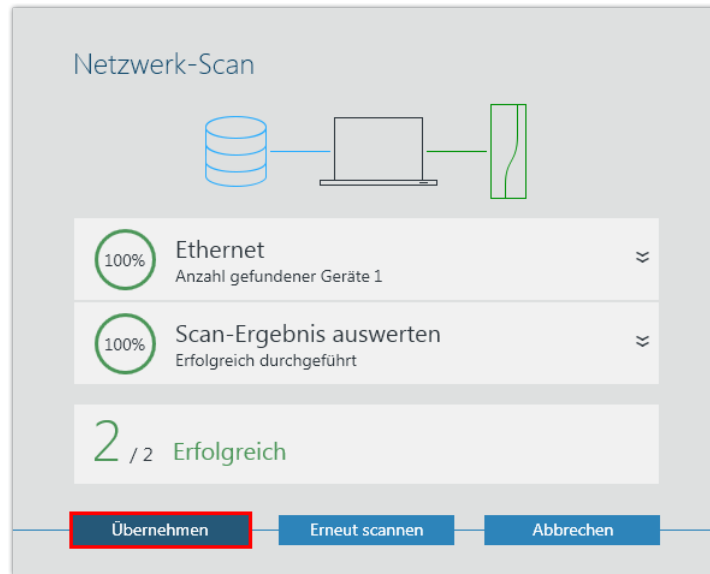 Netzwerk-Scan
100%
Ethernet
Anzahl gefundener Geräte 1
100%
Scan-Ergebnis auswerten
Erfolgreich durchgeführt
2 / 2 Erfolgreich
Übernehmen
Erneut scannen
Abbrechen